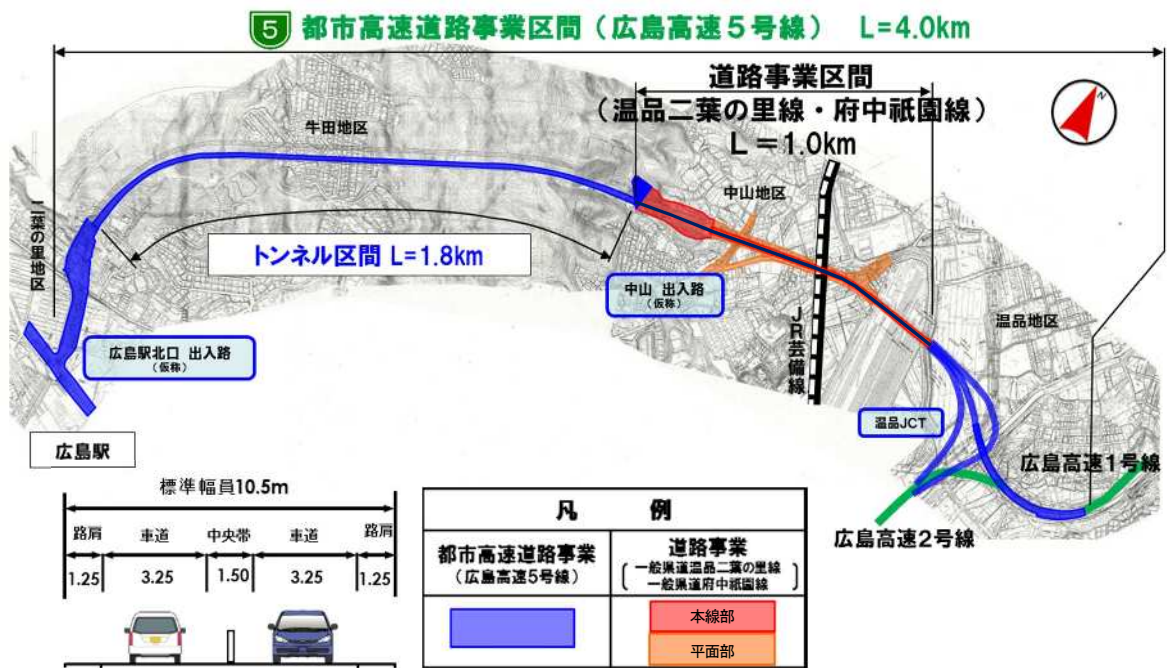 5 都市高速道路事業区間（広島高速５号線） L=4.0km
道路事業区間
（温品二葉の里線・府中祇園線）
L＝1.0km
N
牛田地区
中山地区
二葉の里地区
トンネル区間 L=1.8km
中山 出入路
（仮称）
JR芸備線
温品地区
広島駅北口 出入路
（仮称）
温品JCT
広島駅
広島高速1号線
広島高速2号線
標準幅員10.5m
路肩 車道 中央帯 車道 路肩
1.25 3.25 1.50 3.25 1.25
凡 例
都市高速道路事業
（広島高速5号線）
道路事業
一般県道温品二葉の里線
一般県道府中祇園線
本線部
平面部